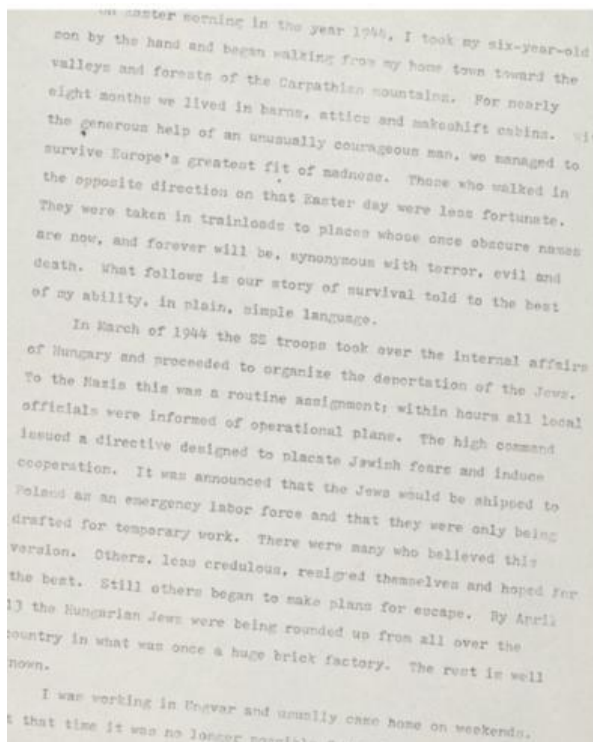 On Easter morning in the year 1944, I took my six-year-old
son by the hand and began walking from my home town toward the
valleys and forests of the Carpathian mountains. For nearly
eight months we lived in barns, attics and makeshift cabins.
the generous help of an unusually courageous man, we managed to
survive Europe's greatest fit of madness. Those who walked in
the opposite direction on that Easter day were less fortunate.
They were taken in trainloads to places whose once obscure names
are now, and forever will be, synonymous with terror, evil and
death. What follows is our story of survival told to the best
of my ability, in plain, simple language.
In March of 1944 the SS troops took over the internal affairs
of Hungary and proceeded to organize the deportation of the Jews.
To the Nazis this was a routine assignment; within hours all local
officials were informed of operational plans. The high command
issued a directive designed to placate Jewish fears and induce
cooperation. It was announced that the Jews would be shipped to
Poland as an emergency labor force and that they were only being
drafted for temporary work. There were many who believed this
version. Others, less credulous, resigned themselves and hoped for
the best. Still others began to make plans for escape. By April
13 the Hungarian Jews were being rounded up from all over the
country in what was once a huge brick factory. The rest is well
nown.
I was working in Ungvar and usually came home on weekends.
t that time it was no longer possible